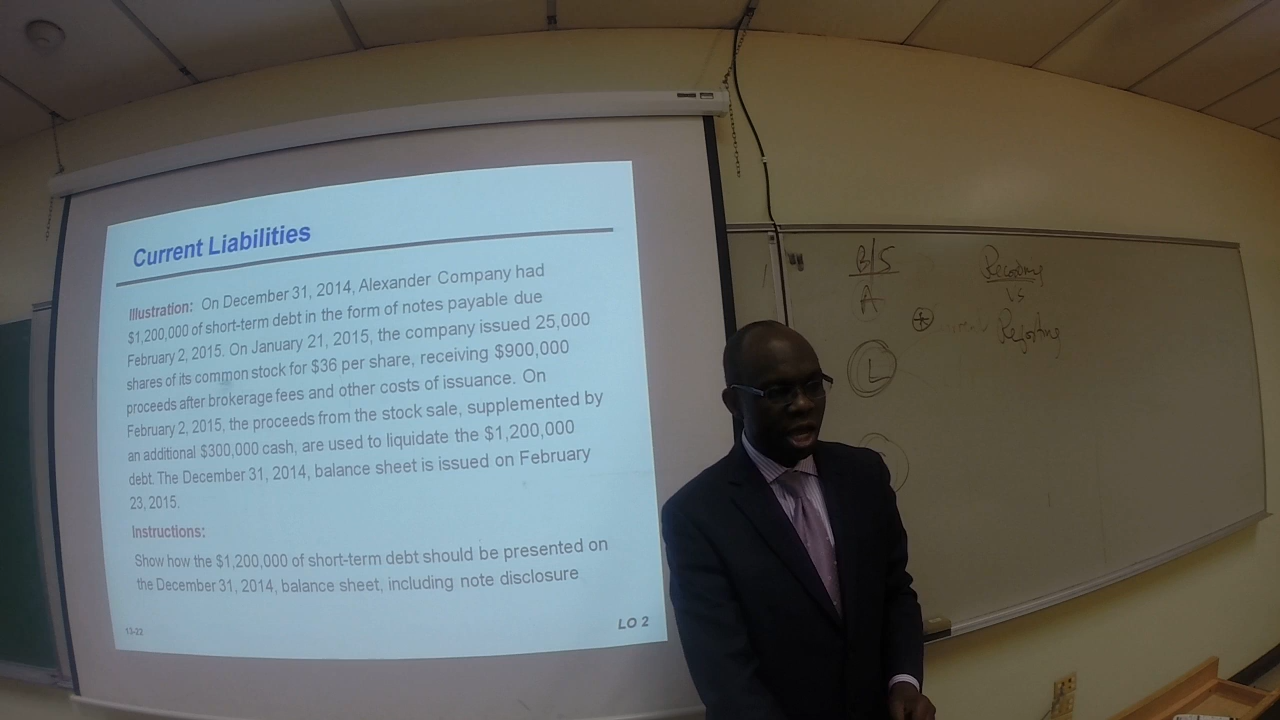 Current Liabilities
Illustration: On December 31, 2014, Alexander Company had
$1,200,000 of short-term debt in the form of notes payable due
February 2, 2015. On January 21, 2015, the company issued 25,000
shares of its common stock for $36 per share, receiving $900,000
proceeds after brokerage fees and other costs of issuance. On
February 2, 2015, the proceeds from the stock sale, supplemented by
an additional $300,000 cash, are used to liquidate the $1,200,000
debt. The December 31, 2014, balance sheet is issued on February
23, 2015.
Instructions:
Show how the $1,200,000 of short-term debt should be presented on
the December 31, 2014, balance sheet, including note disclosure
13-22
LO 2
B/S
A
L
Recording
vs
Reporting